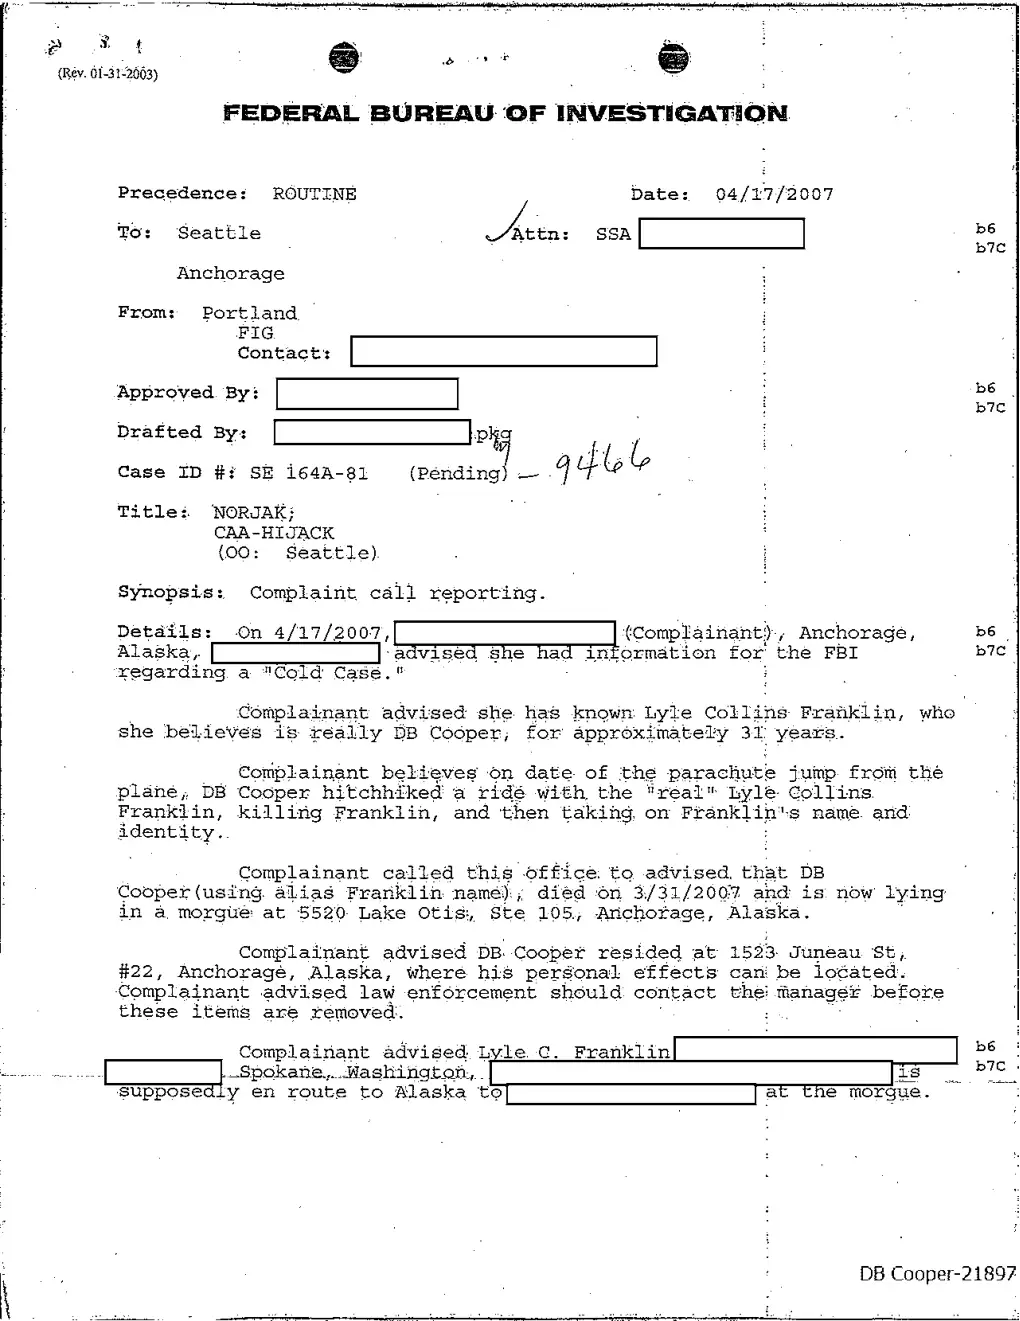 (Rev. 01-31-2003)
FEDERAL BUREAU OF INVESTIGATION
Precedence: ROUTINE Date: 04/17/2007
To: Seattle Attn: SSA b6
b7C
Anchorage
From: Portland
FIG
Contact:
Approved By: b6
b7C
Drafted By: :pkg
Case ID #: SE 164A-81 (Pending) – 9466
Title: NORJAK;
CAA-HIJACK
(OO: Seattle)
Synopsis: Complaint call reporting.
Details: On 4/17/2007, (Complainant), Anchorage, b6
Alaska, advised she had information for the FBI b7C
regarding a "Cold Case."
Complainant advised she has known Lyle Collins Franklin, who
she believes is really DB Cooper, for approximately 31 years.
Complainant believes on date of the parachute jump from the
plane, DB Cooper hitchhiked a ride with the "real" Lyle Collins
Franklin, killing Franklin, and then taking on Franklin's name and
identity.
Complainant called this office to advised that DB
Cooper(using alias Franklin name), died on 3/31/2007 and is now lying
in a morgue at 5520 Lake Otis, Ste 105, Anchorage, Alaska.
Complainant advised DB Cooper resided at 1523 Juneau St,
#22, Anchorage, Alaska, where his personal effects can be located.
Complainant advised law enforcement should contact the manager before
these items are removed.
Complainant advised Lyle C. Franklin b6
Spokane, Washington, is b7C
supposedly en route to Alaska to at the morgue.
DB Cooper-21897